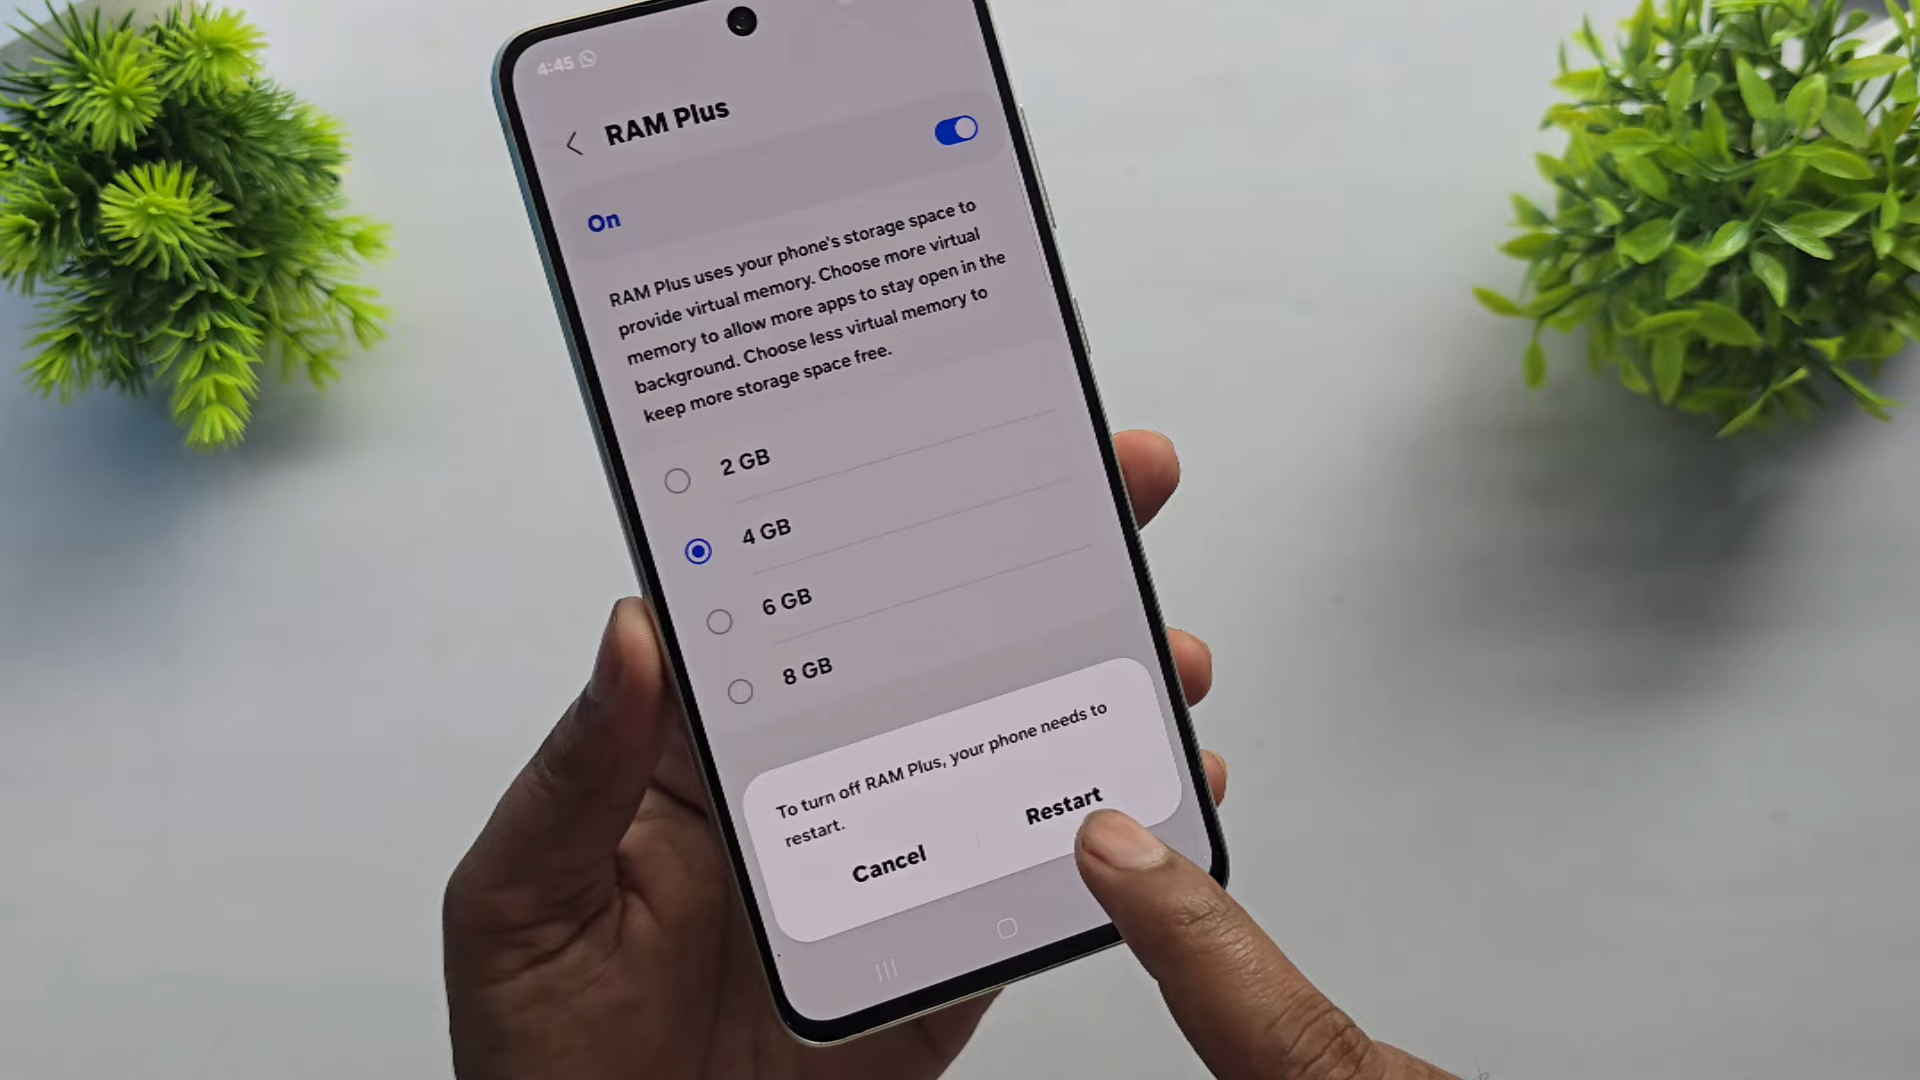 4:45
RAM Plus
On
RAM Plus uses your phone's storage space to
provide virtual memory. Choose more virtual
memory to allow more apps to stay open in the
background. Choose less virtual memory to
keep more storage space free.
2 GB
4 GB
6 GB
8 GB
To turn off RAM Plus, your phone needs to
restart.
Cancel
Restart